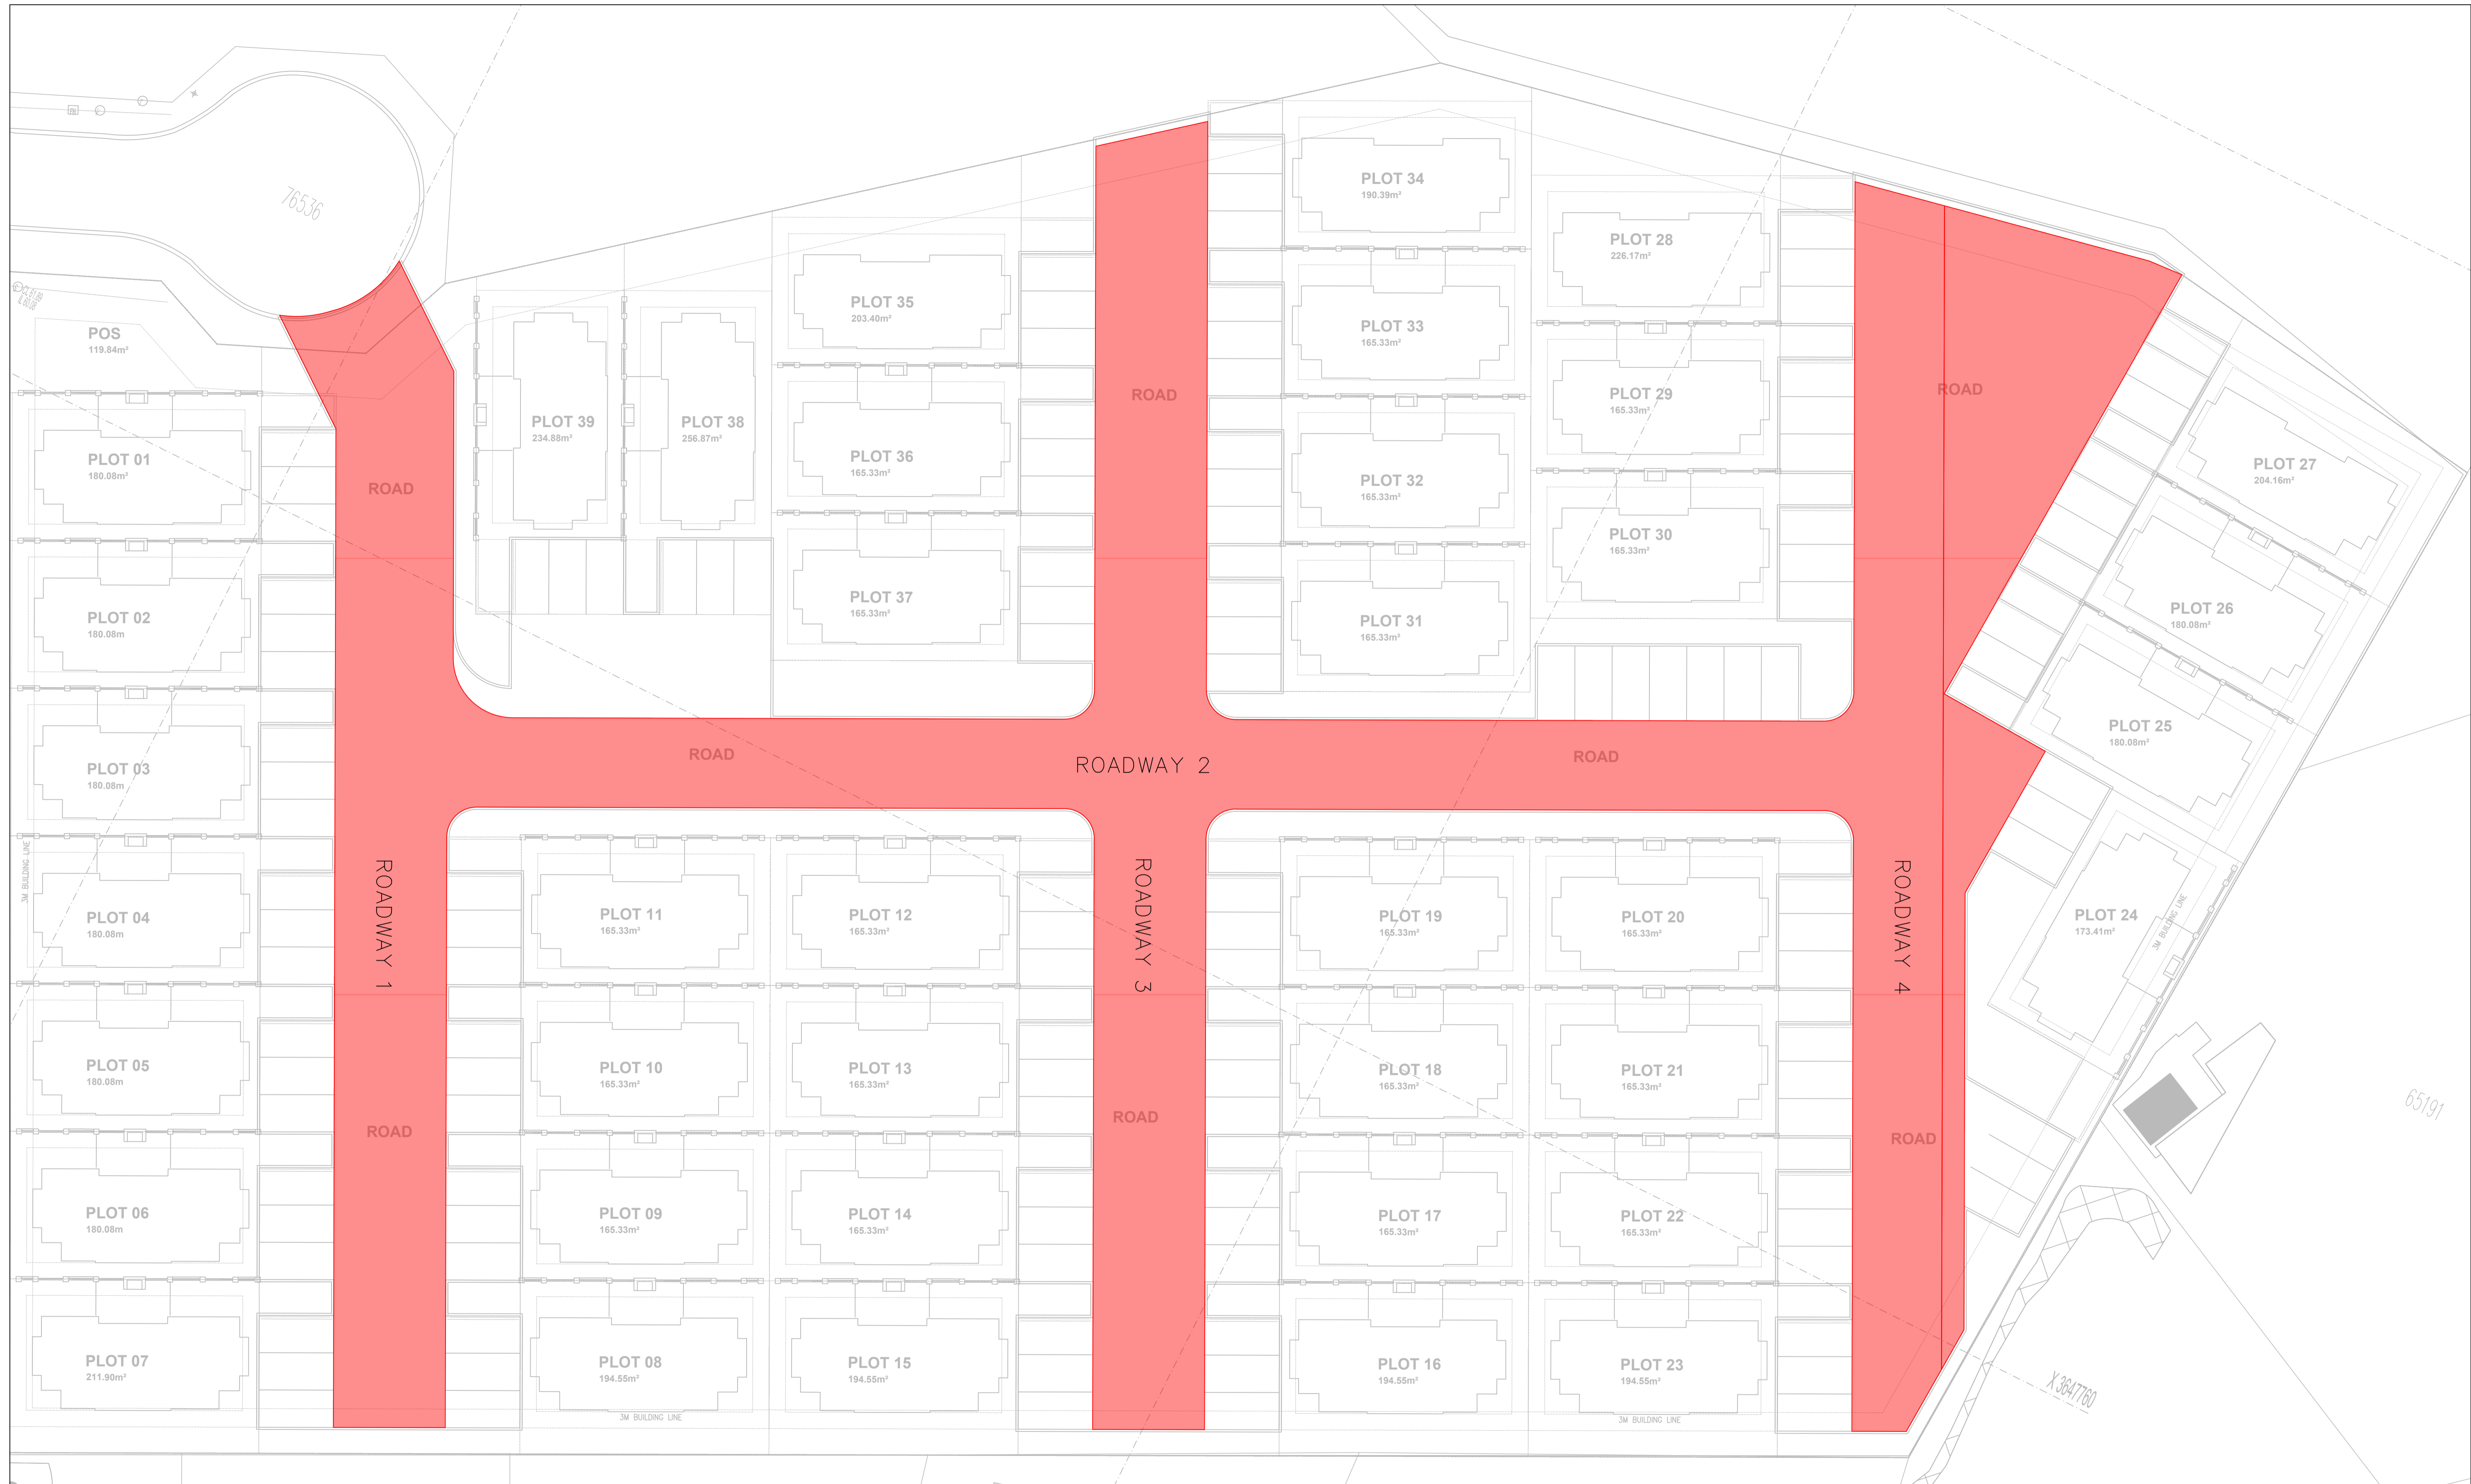 76536
POS
119.84m²
PLOT 01
180.08m²
PLOT 02
180.08m
PLOT 03
180.08m
3M BUILDING LINE
PLOT 04
180.08m
PLOT 05
180.08m
PLOT 06
180.08m
PLOT 07
211.90m²
ROAD
ROADWAY 1
ROAD
PLOT 39
234.88m²
PLOT 38
256.87m²
PLOT 35
203.40m²
PLOT 36
165.33m²
PLOT 37
165.33m²
ROAD
ROADWAY 2
ROAD
PLOT 11
165.33m²
PLOT 10
165.33m²
PLOT 09
165.33m²
PLOT 08
194.55m²
3M BUILDING LINE
PLOT 12
165.33m²
PLOT 13
165.33m²
PLOT 14
165.33m²
PLOT 15
194.55m²
ROAD
ROADWAY 3
ROAD
PLOT 34
190.39m²
PLOT 33
165.33m²
PLOT 32
165.33m²
PLOT 31
165.33m²
PLOT 28
226.17m²
PLOT 29
165.33m²
PLOT 30
165.33m²
PLOT 19
165.33m²
PLOT 18
165.33m²
PLOT 17
165.33m²
PLOT 16
194.55m²
PLOT 20
165.33m²
PLOT 21
165.33m²
PLOT 22
165.33m²
PLOT 23
194.55m²
3M BUILDING LINE
ROAD
ROADWAY 4
ROAD
PLOT 27
204.16m²
PLOT 26
180.08m²
PLOT 25
180.08m²
PLOT 24
173.41m²
3M BUILDING LINE
65191
X 3647760